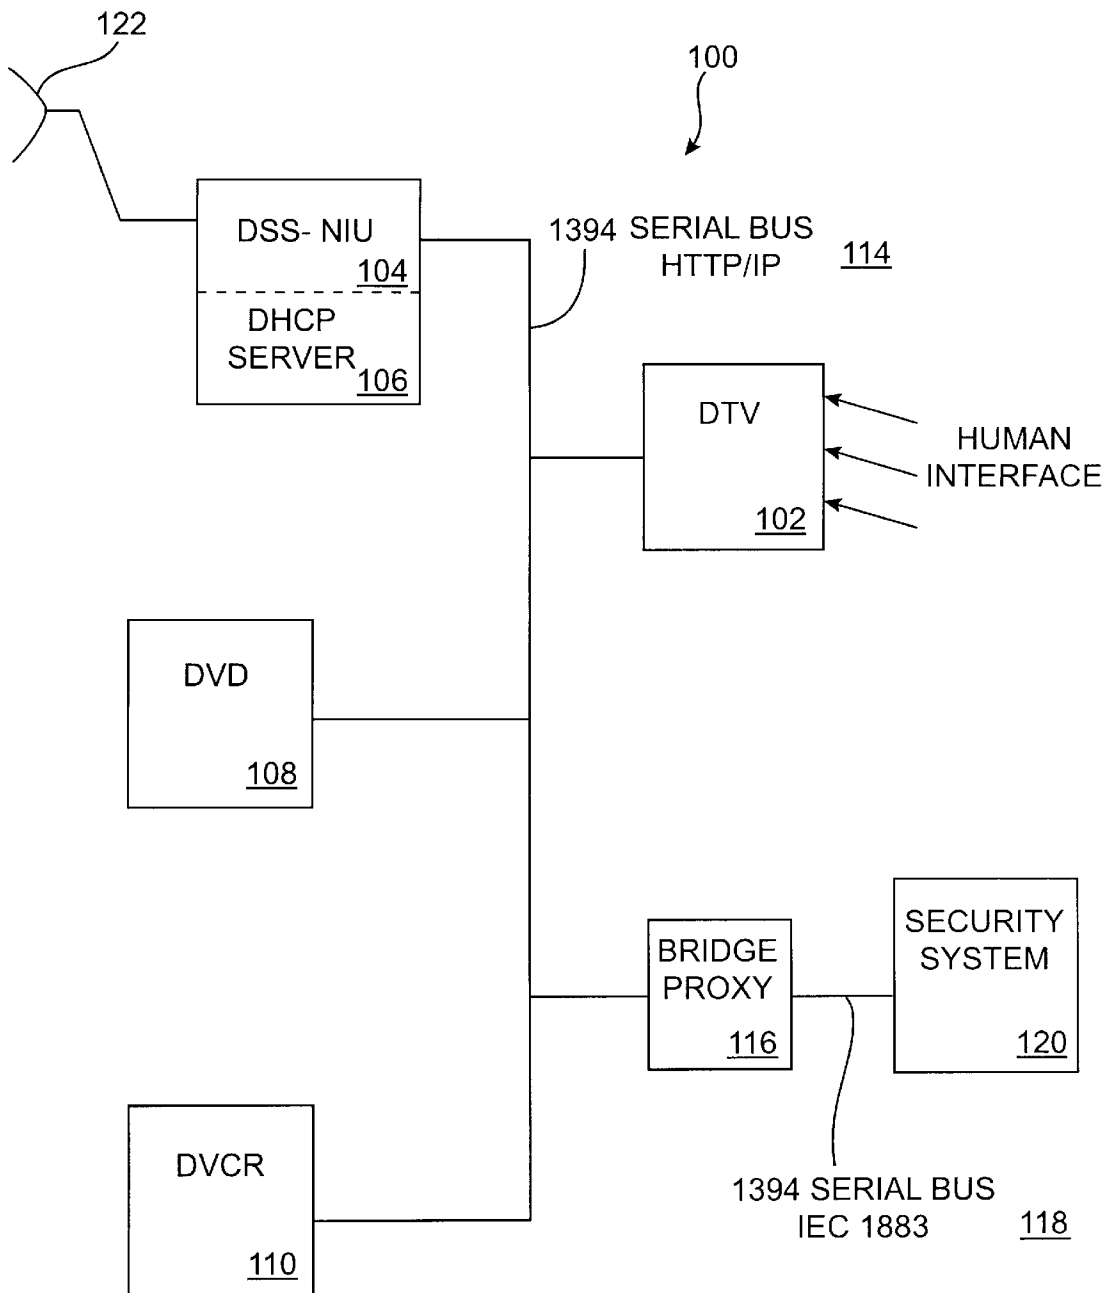 122
100
DSS- NIU
104
DHCP
SERVER
106
1394 SERIAL BUS
HTTP/IP
114
DTV
102
HUMAN
INTERFACE
DVD
108
BRIDGE
PROXY
116
SECURITY
SYSTEM
120
DVCR
110
1394 SERIAL BUS
IEC 1883
118